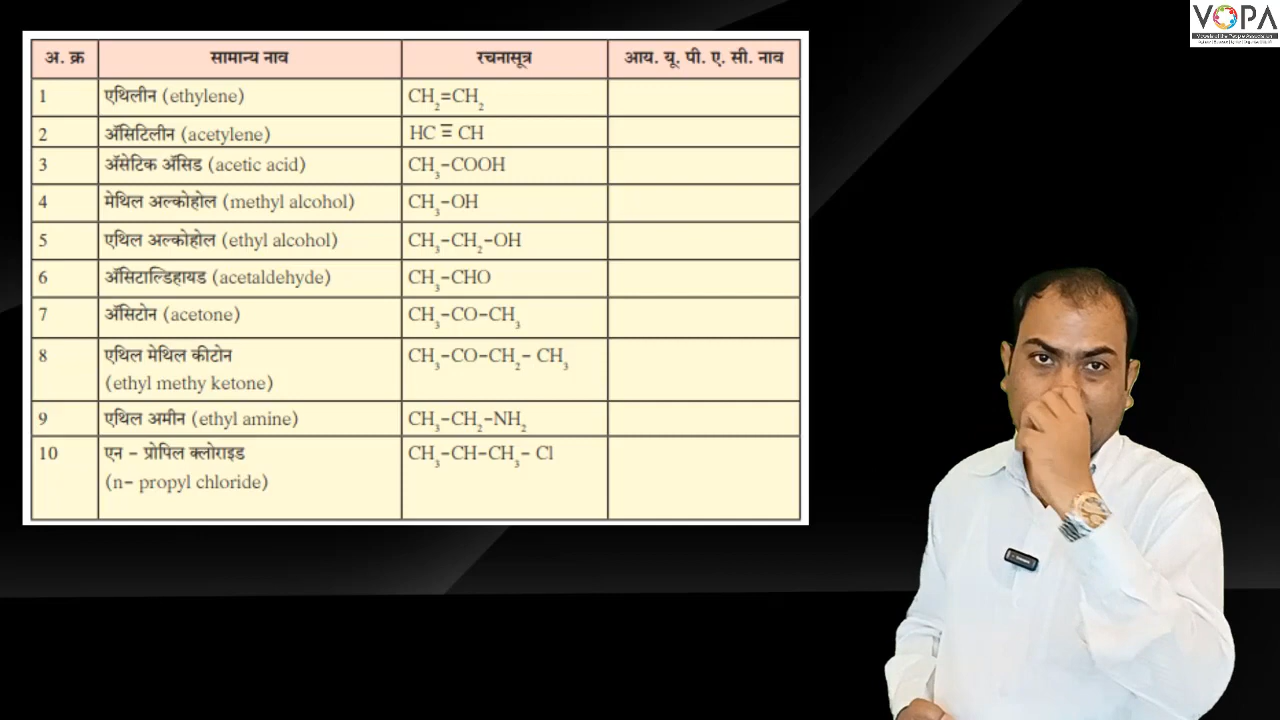 VOPA
अ. क्र सामान्य नाव रचनासूत्र आय. यू. पी. ए. सी. नाव
1 एथिलीन (ethylene) CH₂=CH₂
2 ॲसिटिलीन (acetylene) HC ≡ CH
3 ॲसेटिक ॲसिड (acetic acid) CH₃-COOH
4 मेथिल अल्कोहोल (methyl alcohol) CH₃-OH
5 एथिल अल्कोहोल (ethyl alcohol) CH₃-CH₂-OH
6 ॲसिटाल्डिहायड (acetaldehyde) CH₃-CHO
7 ॲसिटोन (acetone) CH₃-CO-CH₃
8 एथिल मेथिल कीटोन CH₃-CO-CH₂- CH₃
(ethyl methy ketone)
9 एथिल अमीन (ethyl amine) CH₃-CH₂-NH₂
10 एन - प्रोपिल क्लोराइड CH₃-CH-CH₃- Cl
(n- propyl chloride)